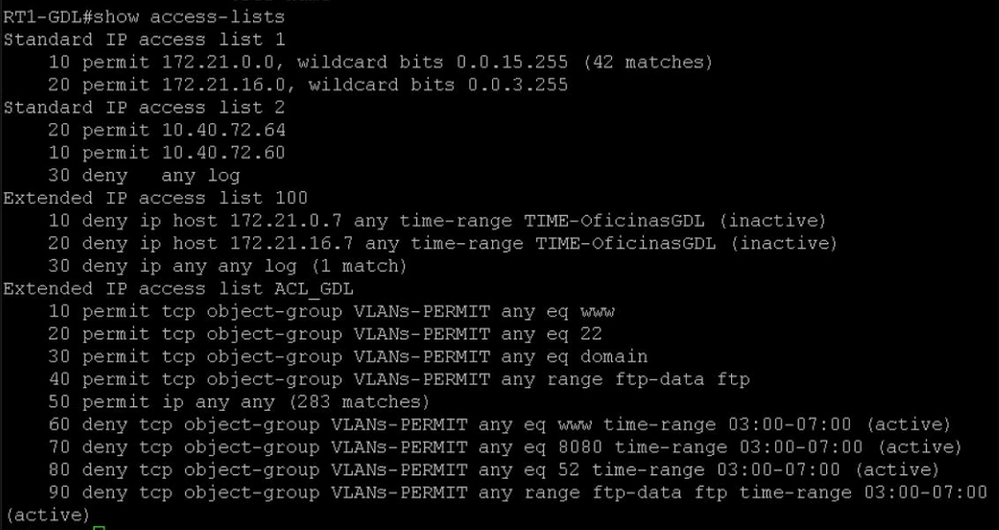 RT1-GDL#show access-lists
Standard IP access list 1
    10 permit 172.21.0.0, wildcard bits 0.0.15.255 (42 matches)
    20 permit 172.21.16.0, wildcard bits 0.0.3.255
Standard IP access list 2
    20 permit 10.40.72.64
    10 permit 10.40.72.60
    30 deny   any log
Extended IP access list 100
    10 deny ip host 172.21.0.7 any time-range TIME-OficinasGDL (inactive)
    20 deny ip host 172.21.16.7 any time-range TIME-OficinasGDL (inactive)
    30 deny ip any any log (1 match)
Extended IP access list ACL_GDL
    10 permit tcp object-group VLANs-PERMIT any eq www
    20 permit tcp object-group VLANs-PERMIT any eq 22
    30 permit tcp object-group VLANs-PERMIT any eq domain
    40 permit tcp object-group VLANs-PERMIT any range ftp-data ftp
    50 permit ip any any (283 matches)
    60 deny tcp object-group VLANs-PERMIT any eq www time-range 03:00-07:00 (active)
    70 deny tcp object-group VLANs-PERMIT any eq 8080 time-range 03:00-07:00 (active)
    80 deny tcp object-group VLANs-PERMIT any eq 52 time-range 03:00-07:00 (active)
    90 deny tcp object-group VLANs-PERMIT any range ftp-data ftp time-range 03:00-07:00
(active)